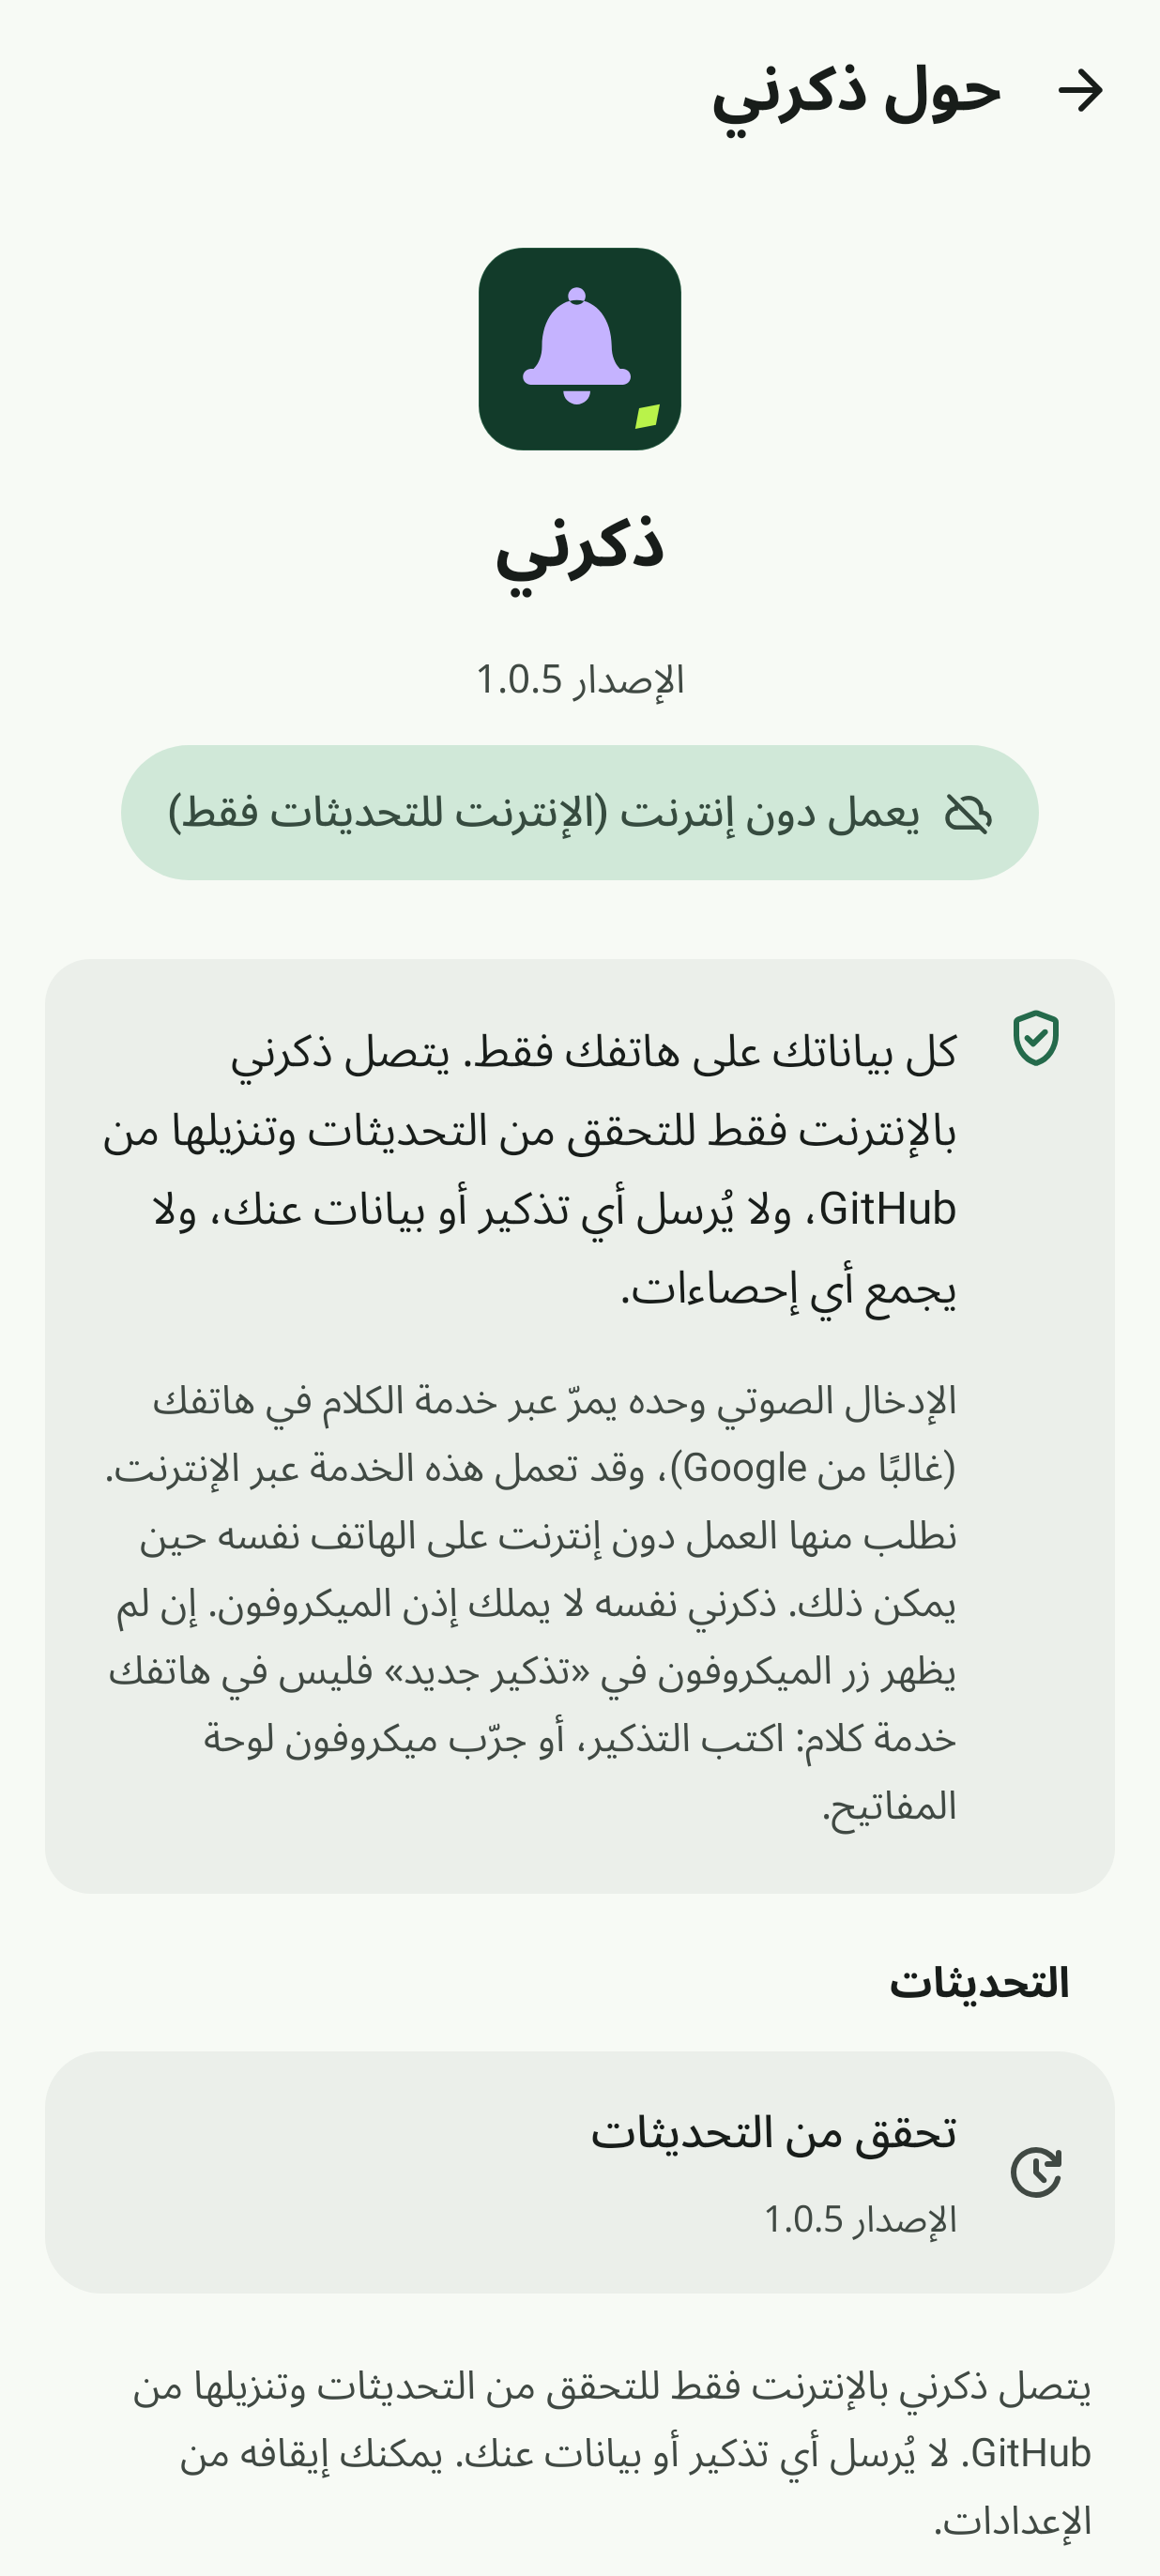 حول ذكرني
ذكرني
الإصدار 1.0.5
يعمل دون إنترنت (الإنترنت للتحديثات فقط)
كل بياناتك على هاتفك فقط. يتصل ذكرني
بالإنترنت فقط للتحقق من التحديثات وتنزيلها من
GitHub، ولا يُرسل أي تذكير أو بيانات عنك، ولا
يجمع أي إحصاءات.
الإدخال الصوتي وحده يمرّ عبر خدمة الكلام في هاتفك
(غالبًا من Google)، وقد تعمل هذه الخدمة عبر الإنترنت.
نطلب منها العمل دون إنترنت على الهاتف نفسه حين
يمكن ذلك. ذكرني نفسه لا يملك إذن الميكروفون. إن لم
يظهر زر الميكروفون في «تذكير جديد» فليس في هاتفك
خدمة كلام: اكتب التذكير، أو جرّب ميكروفون لوحة
المفاتيح.
التحديثات
تحقق من التحديثات
الإصدار 1.0.5
يتصل ذكرني بالإنترنت فقط للتحقق من التحديثات وتنزيلها من
GitHub. لا يُرسل أي تذكير أو بيانات عنك. يمكنك إيقافه من
الإعدادات.